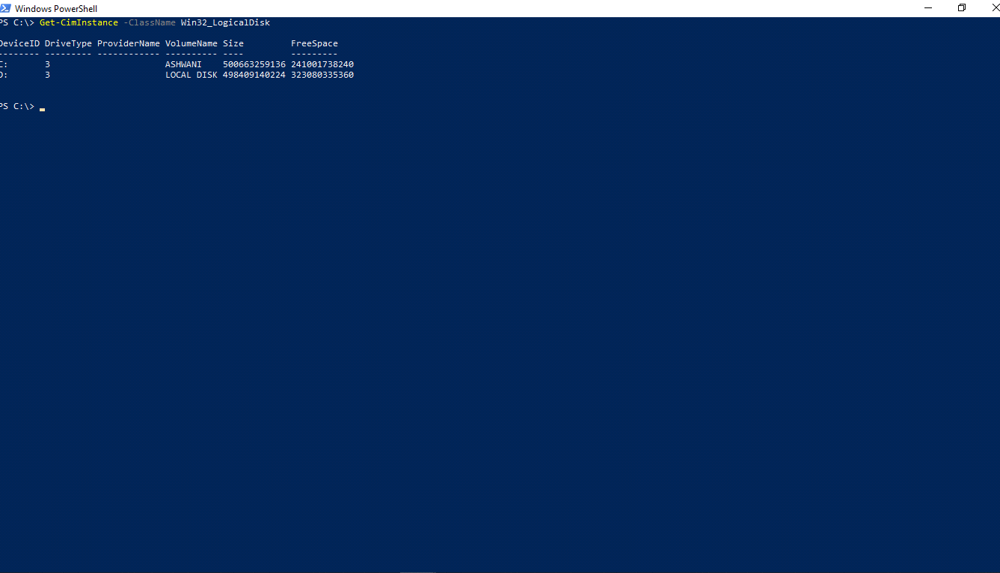 Windows PowerShell
PS C:\> Get-CimInstance -ClassName Win32_LogicalDisk
DeviceID DriveType ProviderName VolumeName Size FreeSpace
-------- --------- ------------ ---------- ---- ---------
C: 3 ASHWANI 500663259136 241001738240
D: 3 LOCAL DISK 498409140224 323080335360
PS C:\>